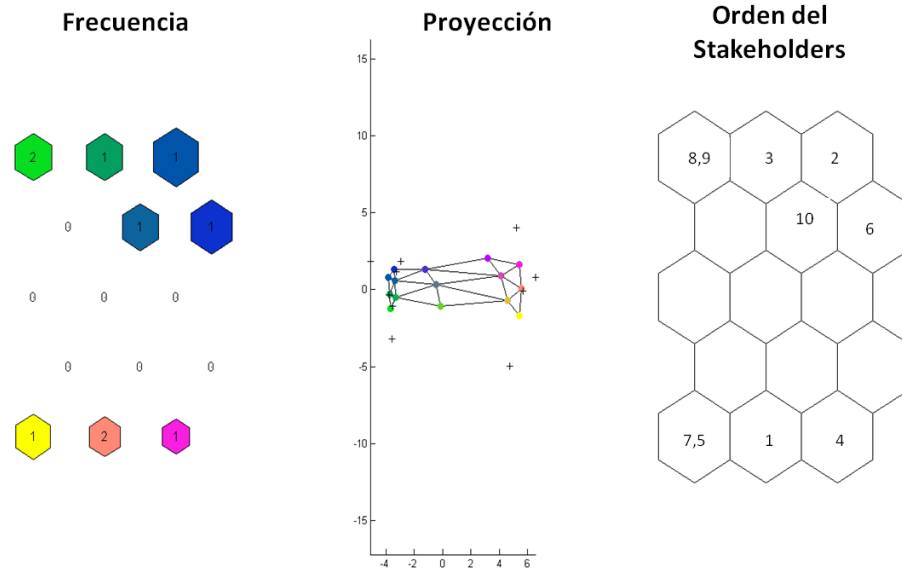 Frecuencia
2 1 1
0 1 1
0 0 0
0 0 0
1 2 1
Proyección
15
10
5
0
-5
-10
-15
-4 -2 0 2 4 6
Orden del
Stakeholders
8,9 3 2
10 6
7,5 1 4